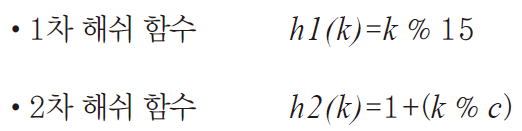 • 1차 해쉬 함수 h1(k)=k % 15
• 2차 해쉬 함수 h2(k)=1+(k % c)